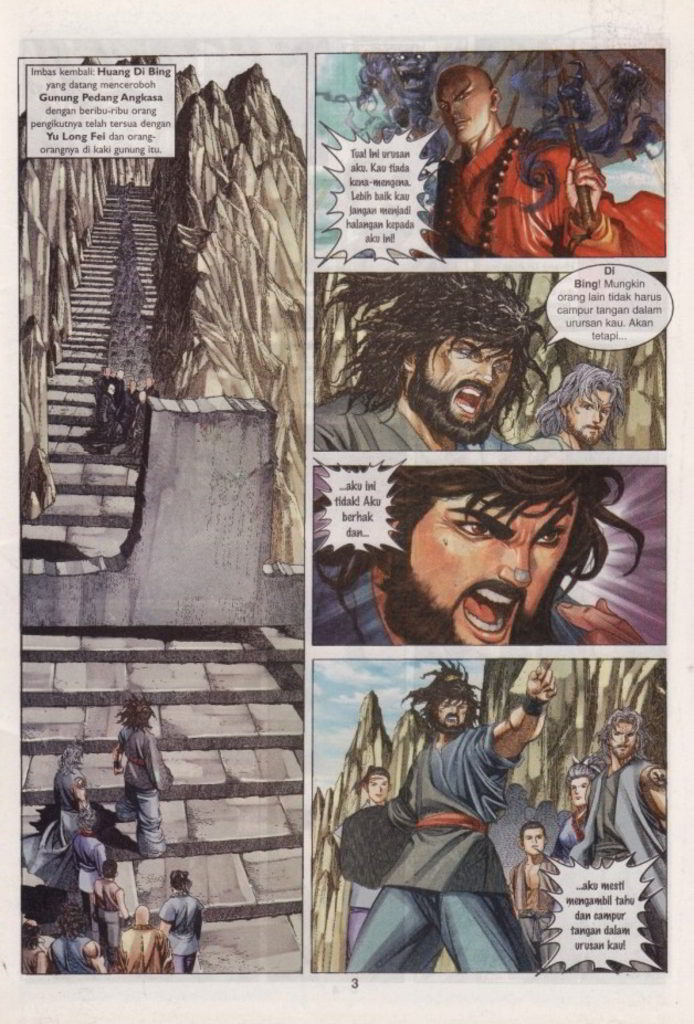 Imbas kembali: Huang Di Bing
yang datang menceroboh
Gunung Pedang Angkasa
dengan beribu-ribu orang
pengikutnya telah tersua dengan
Yu Long Fei dan orang-
orangnya di kaki gunung itu.
Tua! Ini urusan
aku. Kau tiada
kena-mengena.
Lebih baik kau
jangan menjadi
halangan kepada
aku ini!
Di
Bing! Mungkin
orang lain tidak harus
campur tangan dalam
urursan kau. Akan
tetapi...
...aku ini
tidak! Aku
berhak
dan...
...aku mesti
mengambil tahu
dan campur
tangan dalam
urusan kau!
3